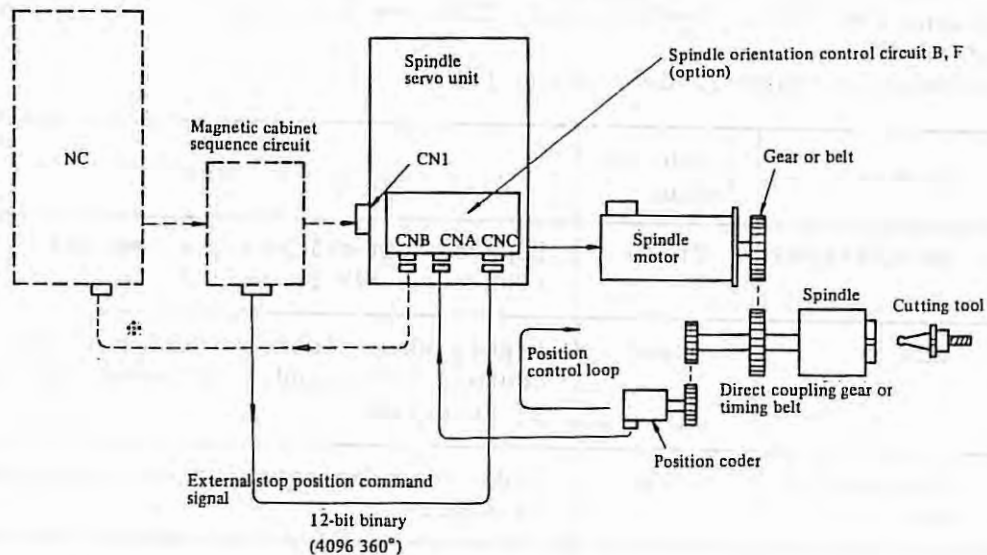 Spindle
servo unit
Spindle orientation control circuit B, F
(option)
Magnetic cabinet
sequence circuit
NC
CN1
Gear or belt
CNB CNA CNC
Spindle
motor
Spindle
Cutting tool
Position
control loop
Direct coupling gear or
timing belt
Position coder
External stop position command
signal
12-bit binary
(4096 360°)